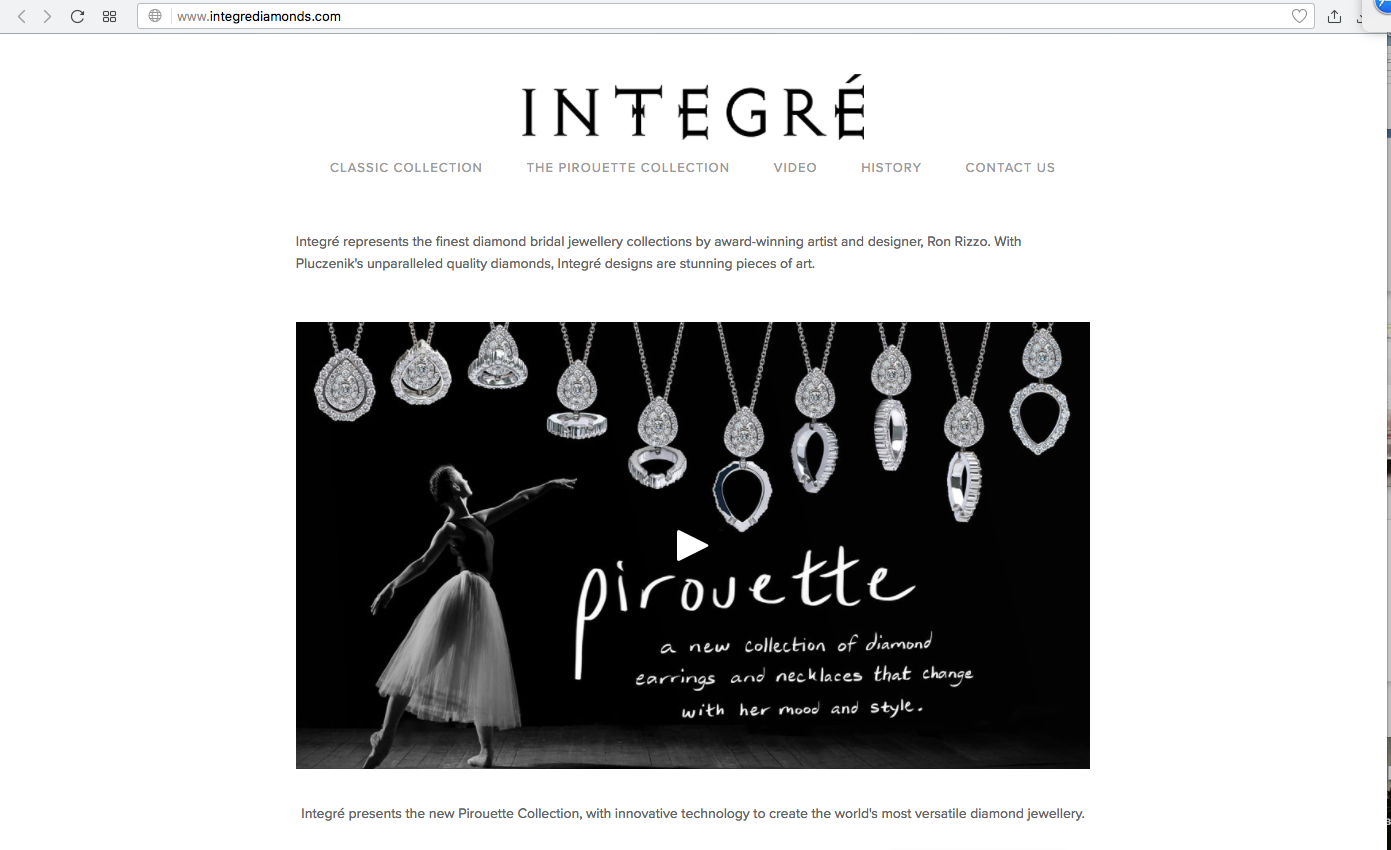 www.integrediamonds.com
INTEGRÉ
CLASSIC COLLECTION THE PIROUETTE COLLECTION VIDEO HISTORY CONTACT US
Integré represents the finest diamond bridal jewellery collections by award-winning artist and designer, Ron Rizzo. With
Pluczenik's unparalleled quality diamonds, Integré designs are stunning pieces of art.
pirouette
a new collection of diamond
earrings and necklaces that change
with her mood and style.
Integré presents the new Pirouette Collection, with innovative technology to create the world's most versatile diamond jewellery.